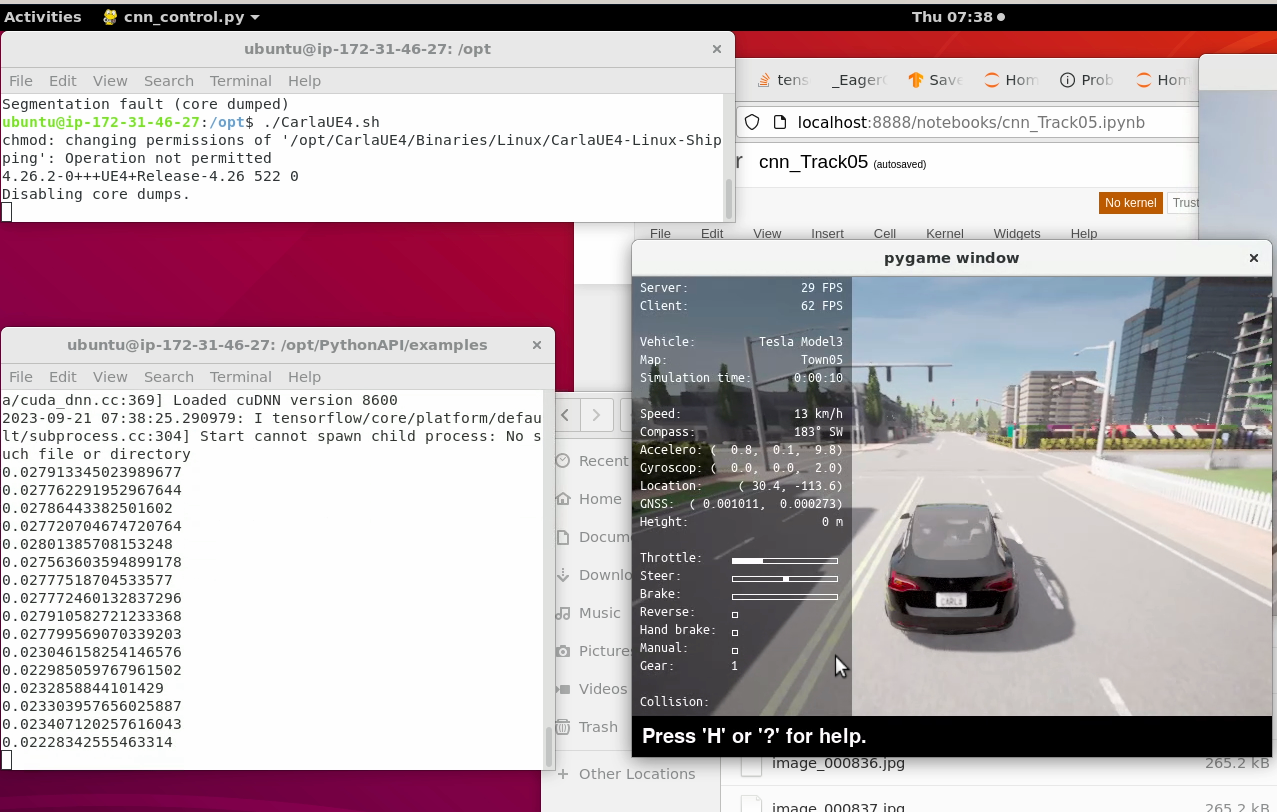 Activities
cnn_control.py
Thu 07:38
ubuntu@ip-172-31-46-27: /opt
File Edit View Search Terminal Help
Segmentation fault (core dumped)
ubuntu@ip-172-31-46-27:/opt$ ./CarlaUE4.sh
chmod: changing permissions of '/opt/CarlaUE4/Binaries/Linux/CarlaUE4-Linux-Ship
ping': Operation not permitted
4.26.2-0+++UE4+Release-4.26 522 0
Disabling core dumps.
tens
_Eager
Save
Hom
Prob
Hom
localhost:8888/notebooks/cnn_Track05.ipynb
r cnn_Track05 (autosaved)
No kernel
Trust
File Edit View Insert Cell Kernel Widgets Help
ubuntu@ip-172-31-46-27: /opt/PythonAPI/examples
File Edit View Search Terminal Help
a/cuda_dnn.cc:369] Loaded cuDNN version 8600
2023-09-21 07:38:25.290979: I tensorflow/core/platform/defau
lt/subprocess.cc:304] Start cannot spawn child process: No s
uch file or directory
0.027913345023989677
0.027762291952967644
0.02786443382501602
0.027720704674720764
0.02801385708153248
0.027563603594899178
0.02777518704533577
0.027772460132837296
0.027910582721233368
0.027799569070339203
0.023046158254146576
0.022985059767961502
0.0232858844101429
0.023303957656025887
0.023407120257616043
0.02228342555463314
Recent
Home
Docume
Downlo
Music
Pictures
Videos
Trash
Other Locations
pygame window
Server: 29 FPS
Client: 62 FPS
Vehicle: Tesla Model3
Map: Town05
Simulation time: 0:00:10
Speed: 13 km/h
Compass: 183° SW
Accelero: ( 0.8, 0.1, 9.8)
Gyroscop: ( 0.0, 0.0, 2.0)
Location: ( 30.4, -113.6)
GNSS: ( 0.001011, 0.000273)
Height: 0 m
Throttle:
Steer:
Brake:
Reverse:
Hand brake:
Manual:
Gear: 1
Collision:
CARLA
Press 'H' or '?' for help.
image_000836.jpg 265.2 kB
image_000837.jpg 265.2 kB